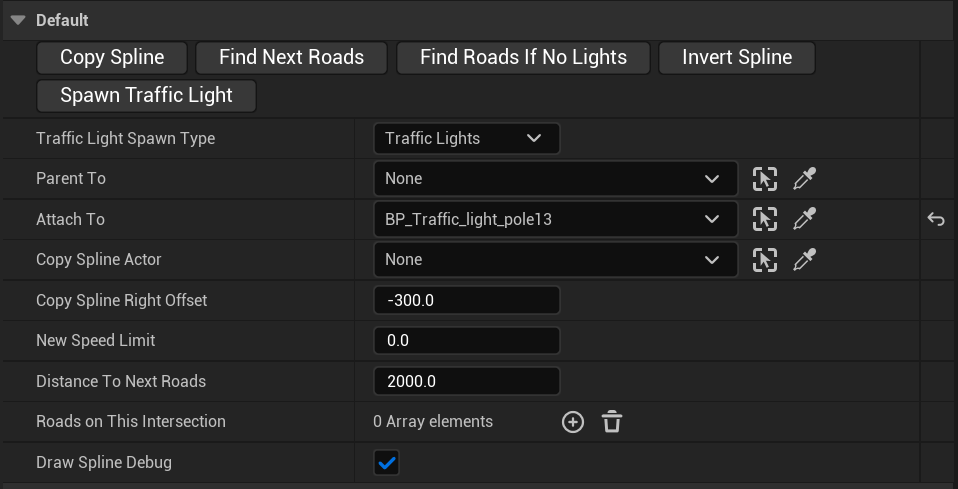 Default
Copy Spline Find Next Roads Find Roads If No Lights Invert Spline
Spawn Traffic Light
Traffic Light Spawn Type Traffic Lights
Parent To None
Attach To BP_Traffic_light_pole13
Copy Spline Actor None
Copy Spline Right Offset -300.0
New Speed Limit 0.0
Distance To Next Roads 2000.0
Roads on This Intersection 0 Array elements
Draw Spline Debug